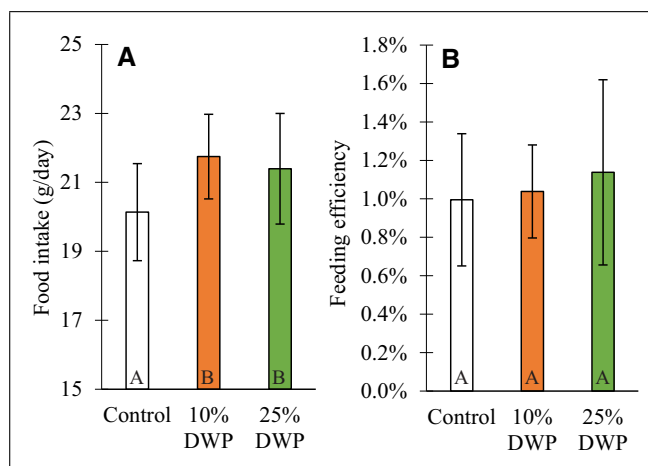 A
Food intake (g/day)
25
23
21
19
17
15
A
B
B
Control
10%
DWP
25%
DWP
B
Feeding efficiency
1.8%
1.6%
1.4%
1.2%
1.0%
0.8%
0.6%
0.4%
0.2%
0.0%
A
A
A
Control
10%
DWP
25%
DWP